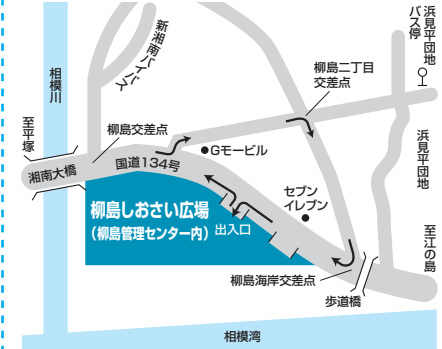 浜見平団地
バス停
新湘南バイパス
相模川
柳島二丁目
交差点
至平塚
柳島交差点
Gモービル
浜見平団地
国道134号
湘南大橋
セブン
イレブン
柳島しおさい広場
（柳島管理センター内）
出入口
至江の島
柳島海岸交差点
歩道橋
相模湾